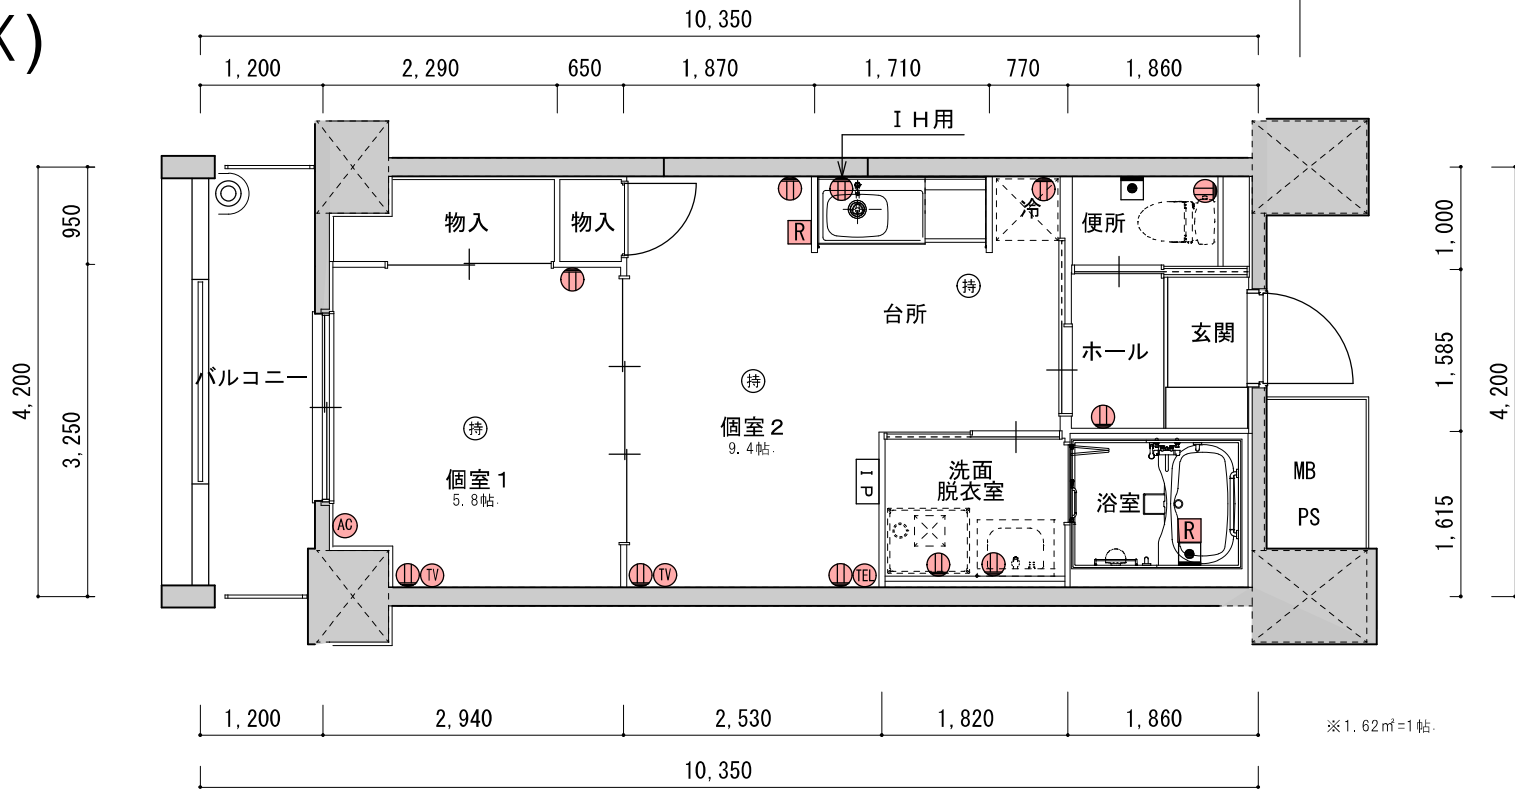 X)
10,350
1,200
2,290
650
1,870
1,710
770
1,860
ＩＨ用
物入
物入
R
冷
便所
持
台所
玄関
ホール
バルコニー
持
持
個室２
9.4帖
個室１
5.8帖
IP
洗面
脱衣室
浴室
R
MB
PS
AC
TV
TV
TEL
4,200
950
3,250
1,000
1,585
1,615
4,200
1,200
2,940
2,530
1,820
1,860
10,350
※1.62㎡=1帖